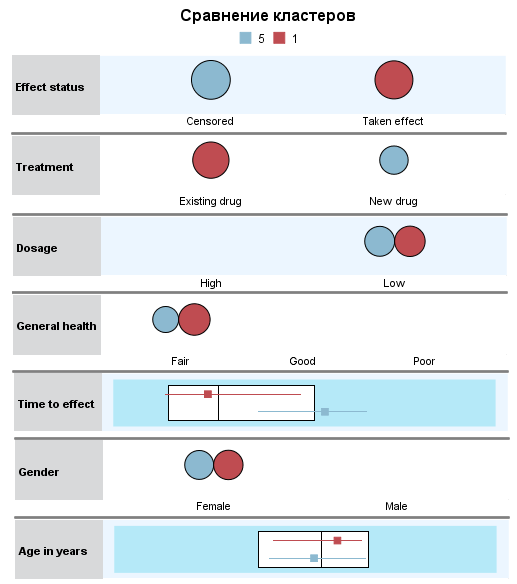 Сравнение кластеров
5 1
Effect status
Censored Taken effect
Treatment
Existing drug New drug
Dosage
High Low
General health
Fair Good Poor
Time to effect
Gender
Female Male
Age in years